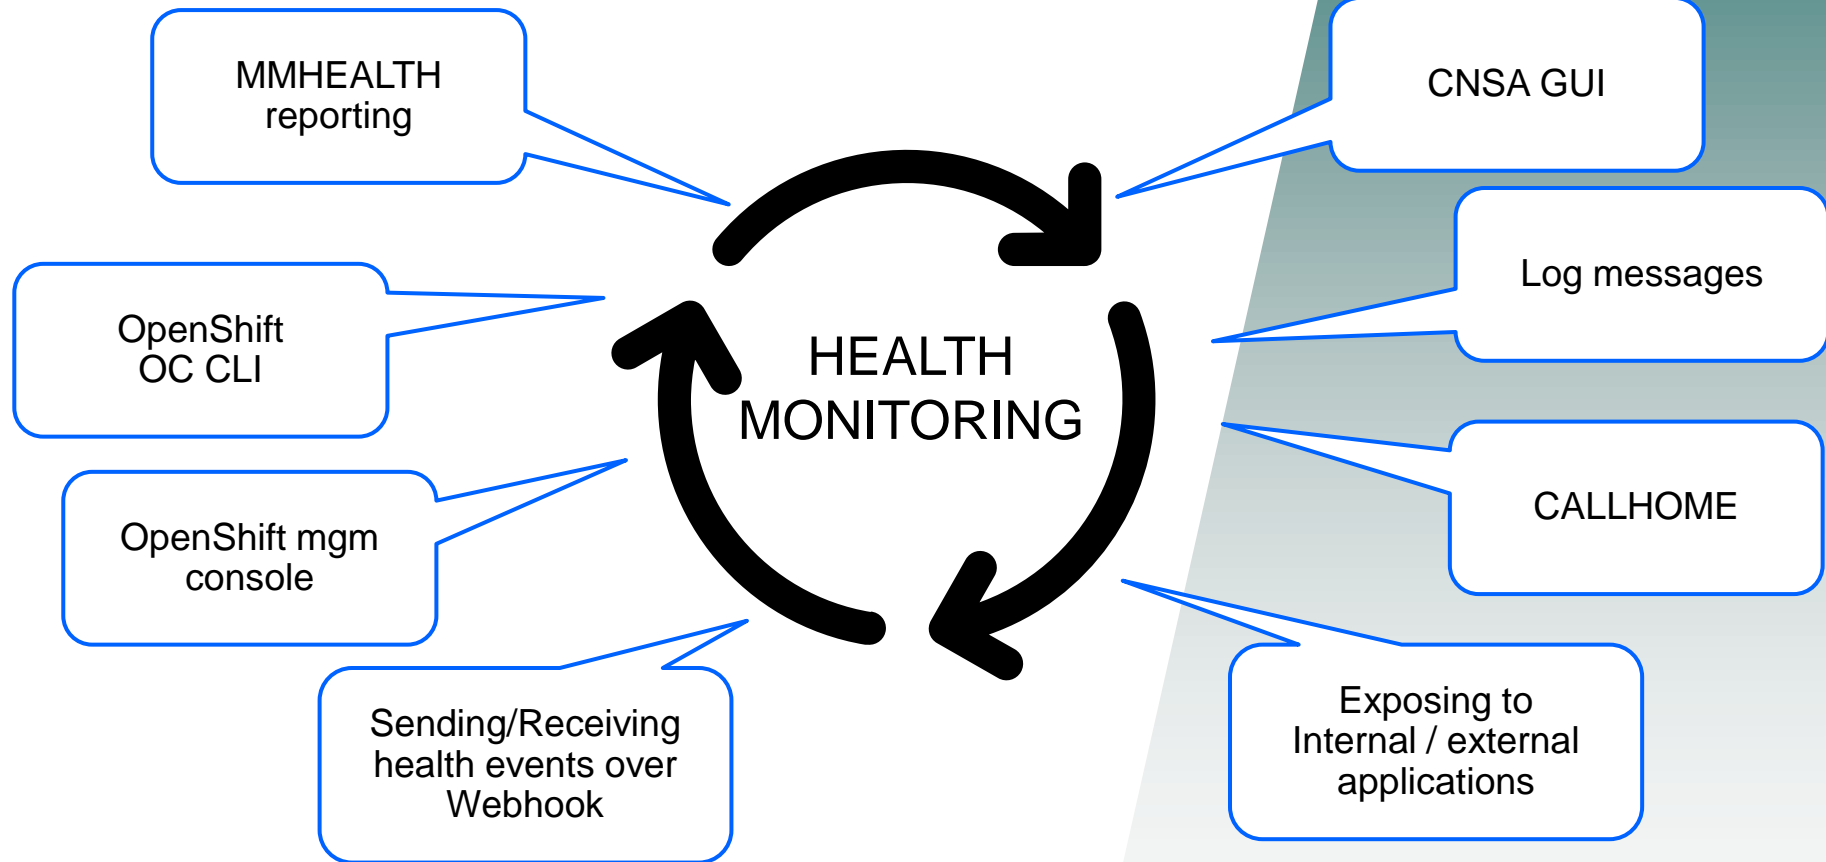 MMHEALTH
reporting
CNSA GUI
Log messages
OpenShift
OC CLI
HEALTH
MONITORING
CALLHOME
OpenShift mgm
console
Sending/Receiving
health events over
Webhook
Exposing to
Internal / external
applications